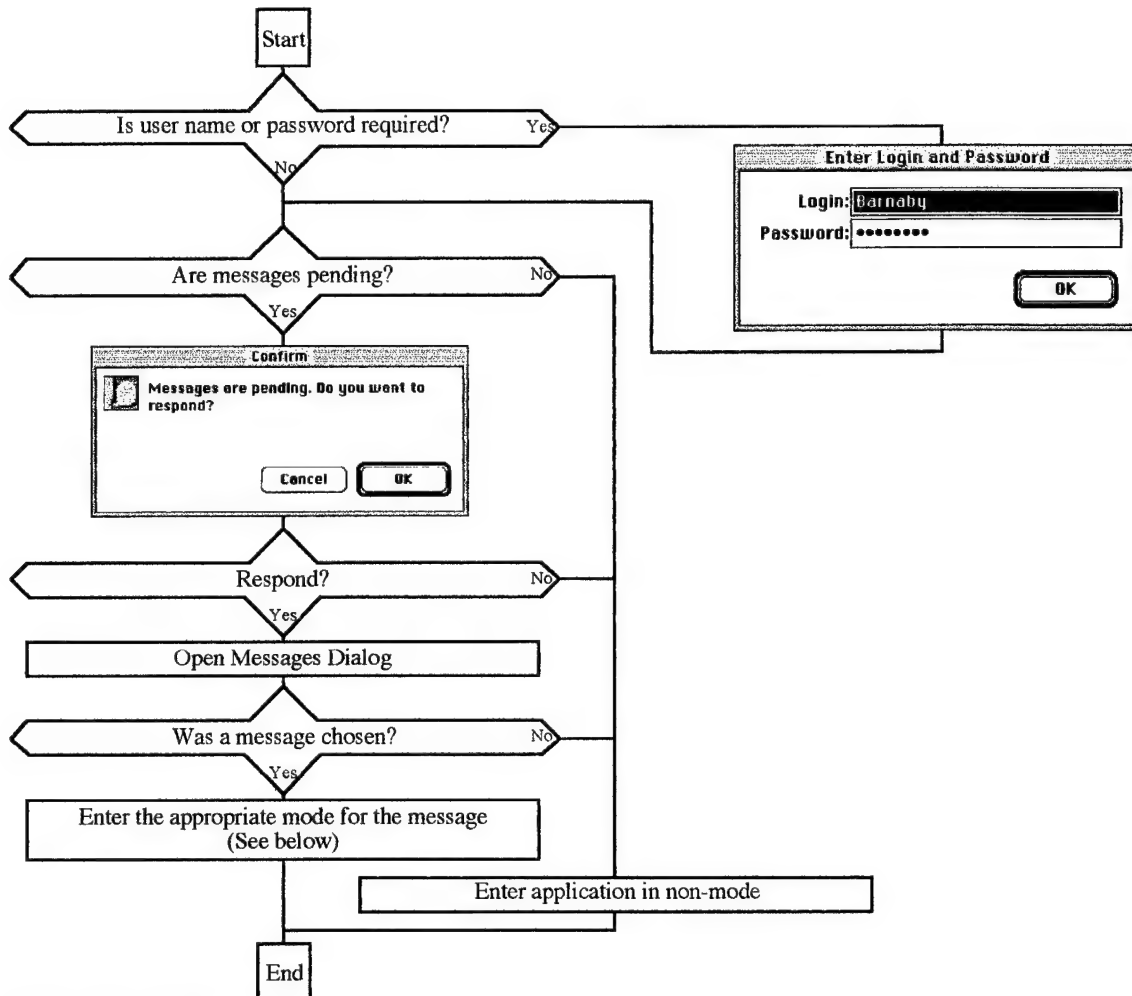 Start
Is user name or password required?
Yes
No
Enter Login and Password
Login: Barnaby
Password: ••••••••
OK
Are messages pending?
No
Yes
Confirm
Messages are pending. Do you want to
respond?
Cancel
OK
Respond?
No
Yes
Open Messages Dialog
Was a message chosen?
No
Yes
Enter the appropriate mode for the message
(See below)
Enter application in non-mode
End